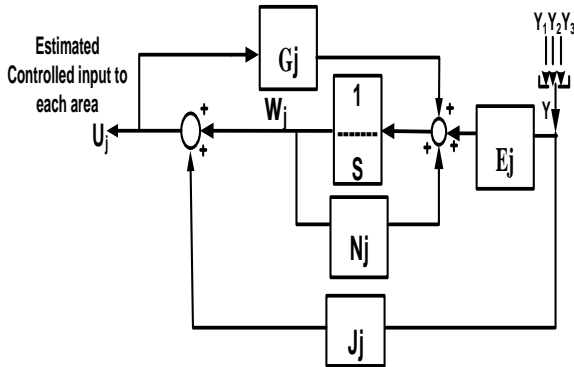 Estimated
Controlled input to
each area
Uj
Gj
+
+
Wj
1
------
S
+
+
+
Nj
Ej
Y1Y2Y3
Y
Jj